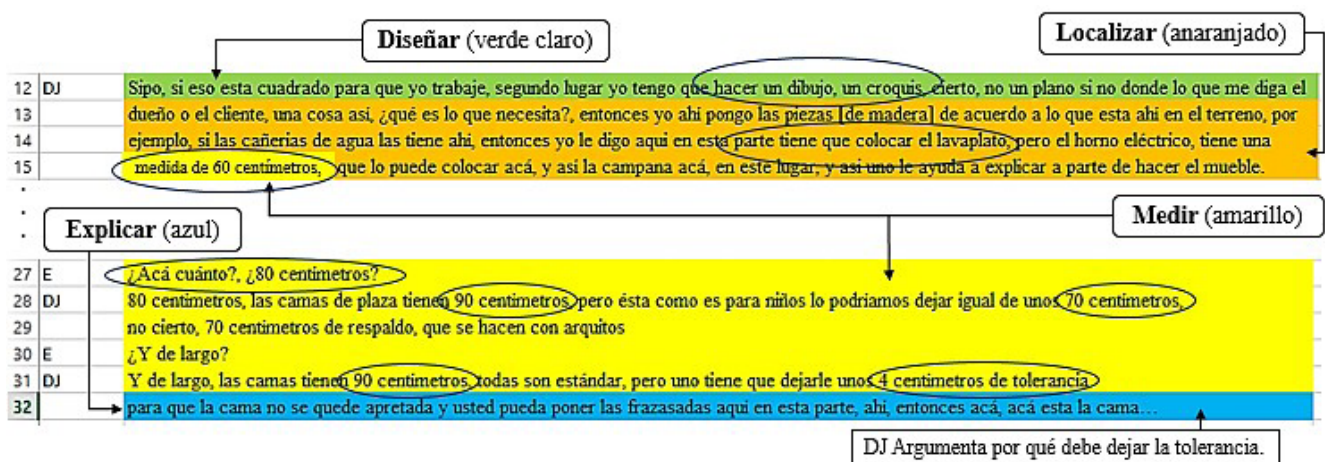 Diseñar (verde claro)
Localizar (anaranjado)
12 DJ Sipo, si eso esta cuadrado para que yo trabaje, segundo lugar yo tengo que hacer un dibujo, un croquis, cierto, no un plano si no donde lo que me diga el
13 dueño o el cliente, una cosa así, ¿qué es lo que necesita?, entonces yo ahí pongo las piezas [de madera] de acuerdo a lo que esta ahí en el terreno, por
14 ejemplo, si las cañerias de agua las tiene ahí, entonces yo le digo aqui en esta parte tiene que colocar el lavaplato, pero el horno eléctrico, tiene una
15 medida de 60 centímetros, que lo puede colocar acá, y asi la campana acá, en este lugar, y asi uno le ayuda a explicar a parte de hacer el mueble.
Medir (amarillo)
Explicar (azul)
27 E ¿Acá cuánto?, ¿80 centimetros?
28 DJ 80 centimetros, las camas de plaza tienen 90 centimetros, pero ésta como es para niños lo podriamos dejar igual de unos 70 centimetros,
29 no cierto, 70 centimetros de respaldo, que se hacen con arquitos
30 E ¿Y de largo?
31 DJ Y de largo, las camas tienen 90 centimetros, todas son estándar, pero uno tiene que dejarle unos 4 centimetros de tolerancia
32 para que la cama no se quede apretada y usted pueda poner las frazasadas aqui en esta parte, ahi, entonces acá, acá esta la cama…
DJ Argumenta por qué debe dejar la tolerancia.